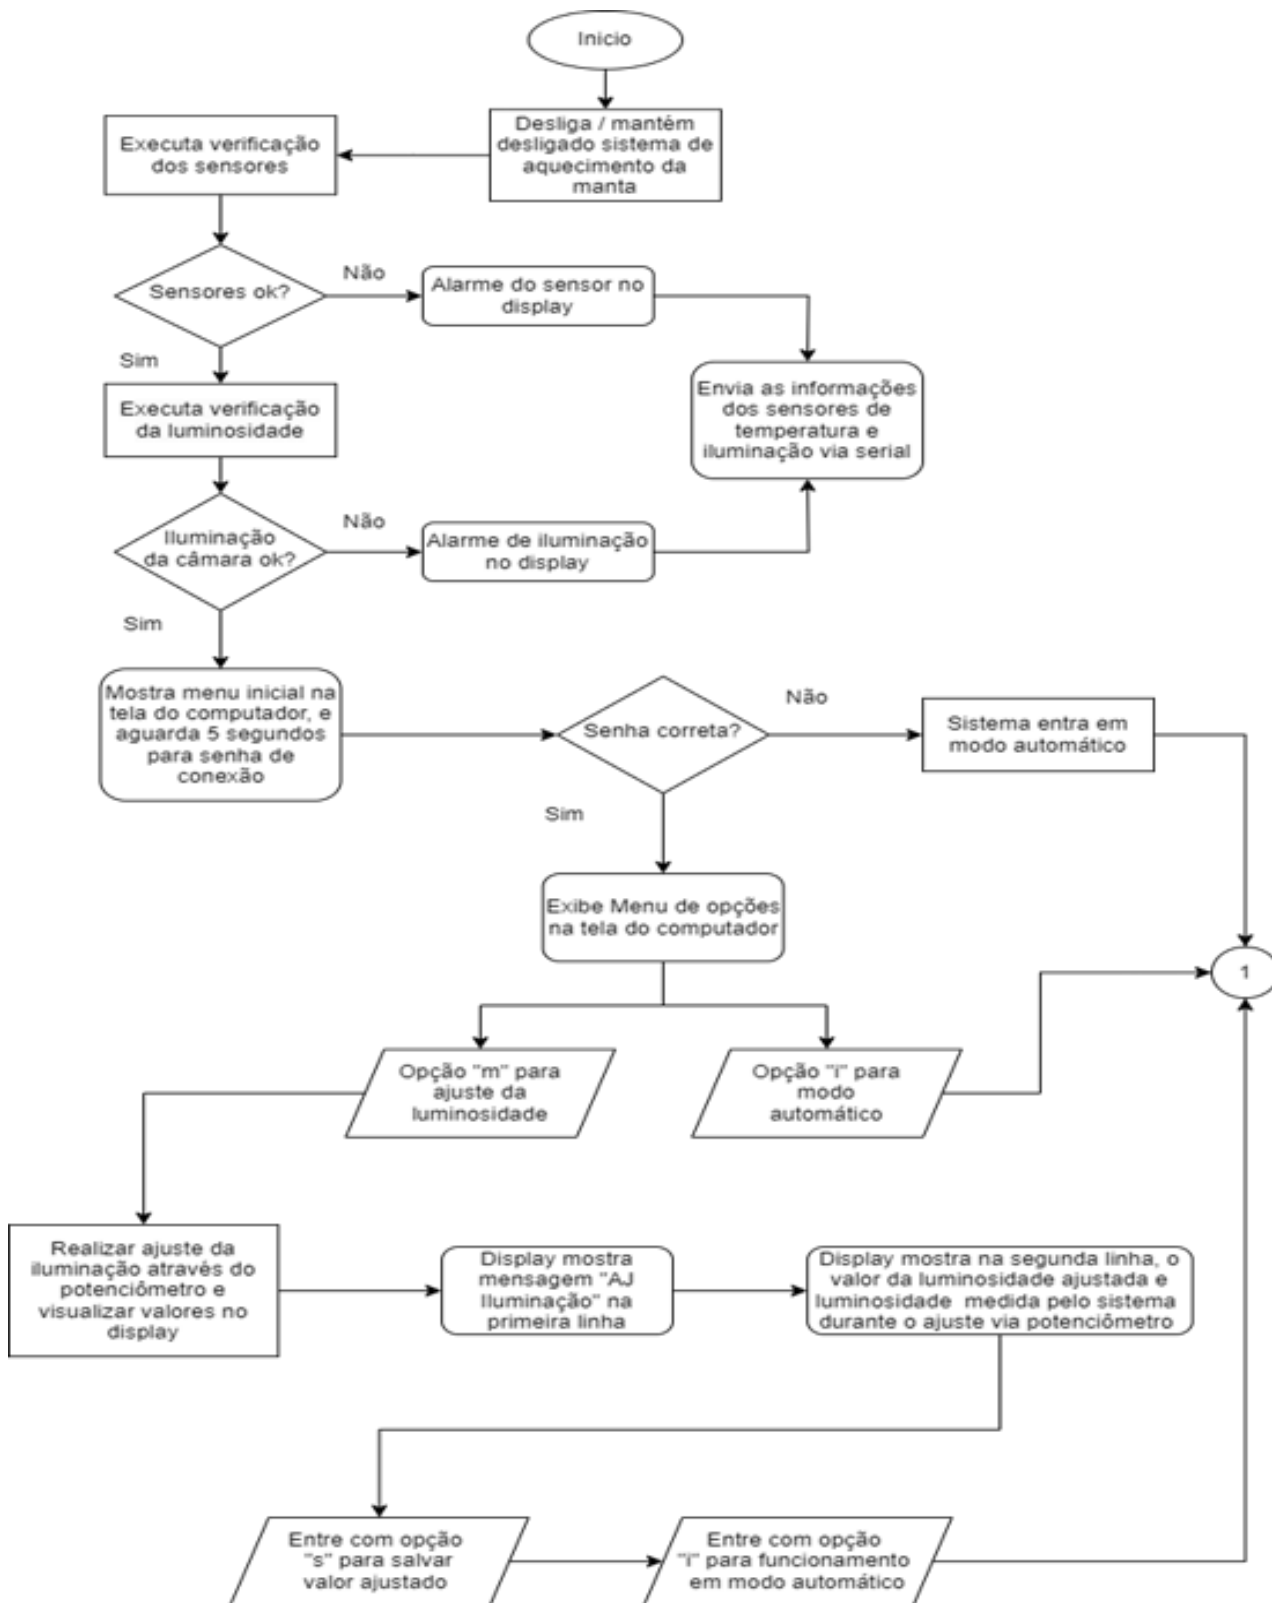 Inicio
Desliga / mantém
desligado sistema de
aquecimento da
manta
Executa verificação
dos sensores
Sensores ok?
Não
Alarme do sensor no
display
Sim
Executa verificação
da luminosidade
Envia as informações
dos sensores de
temperatura e
iluminação via serial
Iluminação
da câmara ok?
Não
Alarme de iluminação
no display
Sim
Mostra menu inicial na
tela do computador, e
aguarda 5 segundos
para senha de
conexão
Senha correta?
Não
Sistema entra em
modo automático
Sim
Exibe Menu de opções
na tela do computador
1
Opção "m" para
ajuste da
luminosidade
Opção "i" para
modo
automático
Realizar ajuste da
iluminação através do
potenciômetro e
visualizar valores no
display
Display mostra
mensagem "AJ
Iluminação" na
primeira linha
Display mostra na segunda linha, o
valor da luminosidade ajustada e
luminosidade medida pelo sistema
durante o ajuste via potenciômetro
Entre com opção
"s" para salvar
valor ajustado
Entre com opção
"i" para funcionamento
em modo automático